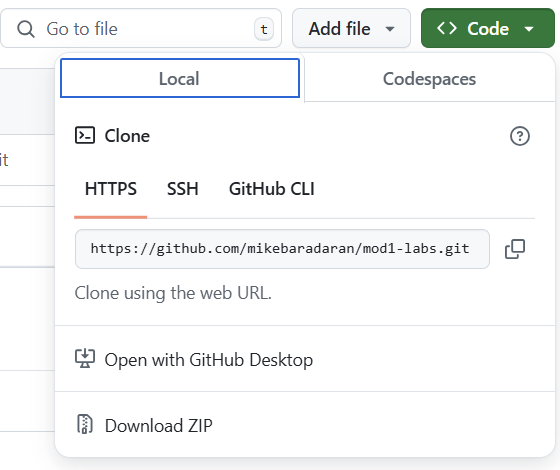 Go to file t Add file Code
Local Codespaces
Clone
it
HTTPS SSH GitHub CLI
https://github.com/mikebaradaran/mod1-labs.git
Clone using the web URL.
Open with GitHub Desktop
Download ZIP